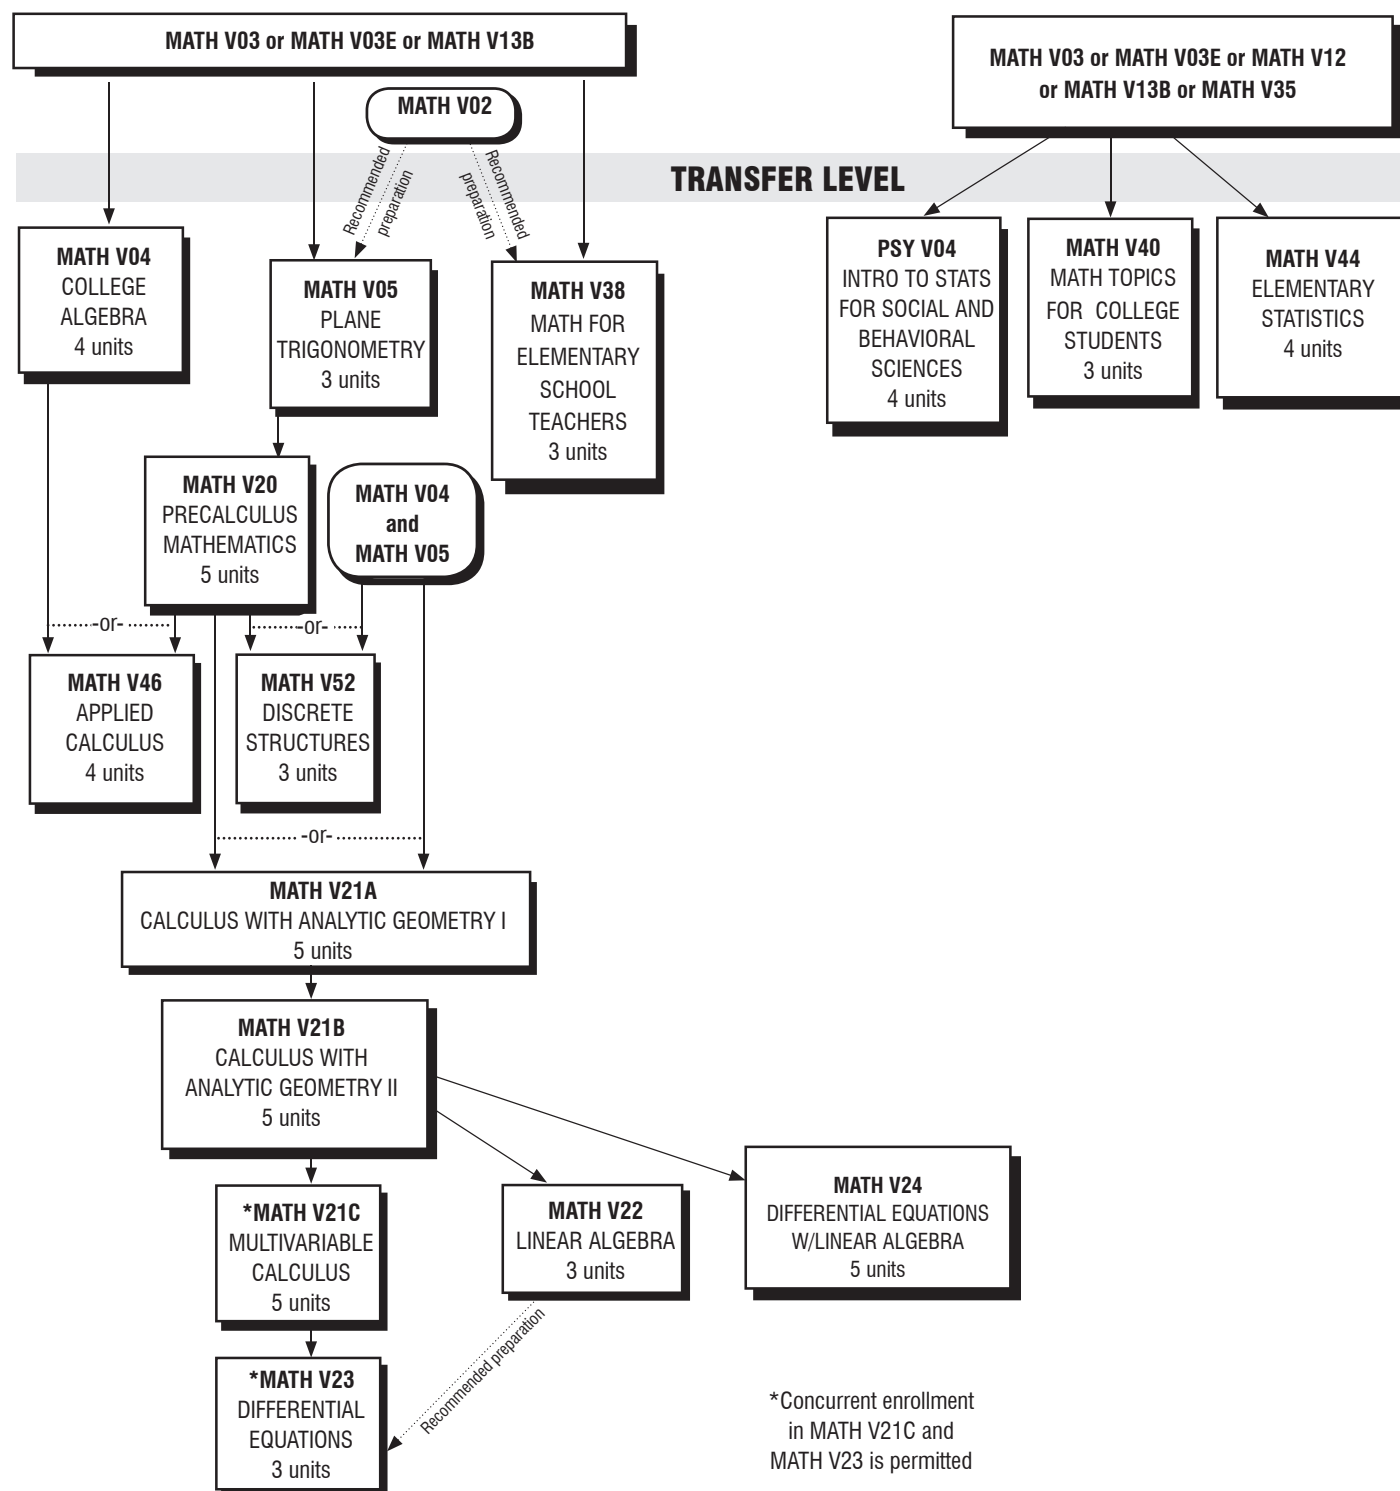 MATH V03 or MATH V03E or MATH V13B
MATH V03 or MATH V03E or MATH V12
or MATH V13B or MATH V35
MATH V02
Recommended
preparation
Recommended
preparation
TRANSFER LEVEL
MATH V04
COLLEGE
ALGEBRA
4 units
MATH V05
PLANE
TRIGONOMETRY
3 units
MATH V38
MATH FOR
ELEMENTARY
SCHOOL
TEACHERS
3 units
PSY V04
INTRO TO STATS
FOR SOCIAL AND
BEHAVIORAL
SCIENCES
4 units
MATH V40
MATH TOPICS
FOR COLLEGE
STUDENTS
3 units
MATH V44
ELEMENTARY
STATISTICS
4 units
MATH V20
PRECALCULUS
MATHEMATICS
5 units
MATH V04
and
MATH V05
-or-
-or-
MATH V46
APPLIED
CALCULUS
4 units
MATH V52
DISCRETE
STRUCTURES
3 units
-or-
MATH V21A
CALCULUS WITH ANALYTIC GEOMETRY I
5 units
MATH V21B
CALCULUS WITH
ANALYTIC GEOMETRY II
5 units
*MATH V21C
MULTIVARIABLE
CALCULUS
5 units
MATH V22
LINEAR ALGEBRA
3 units
MATH V24
DIFFERENTIAL EQUATIONS
W/LINEAR ALGEBRA
5 units
Recommended preparation
*MATH V23
DIFFERENTIAL
EQUATIONS
3 units
*Concurrent enrollment
in MATH V21C and
MATH V23 is permitted